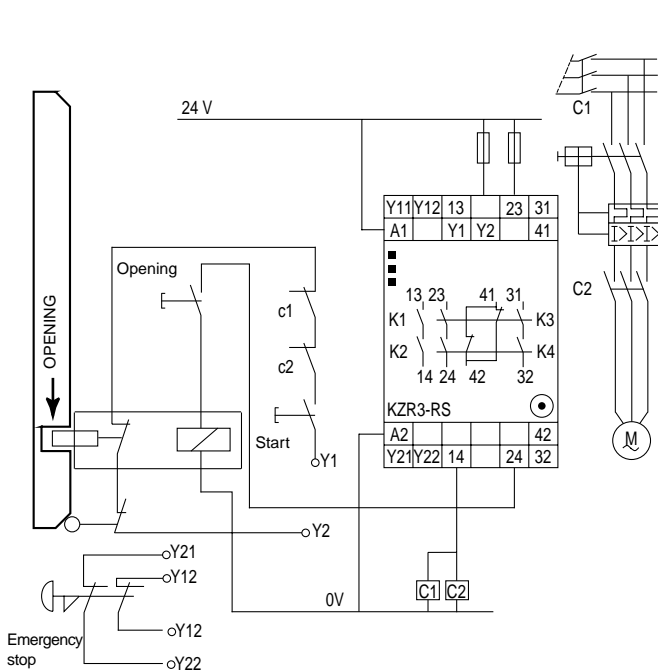 C1
24 V
Y11 Y12 13 23 31
A1 Y1 Y2 41
Opening
C2
OPENING
13 23 41 31
c1
K1 K3
K2 K4
c2
14 24 42 32
KZR3-RS
Start
A2 42
M
Y1
Y21 Y22 14 24 32
I> I> I>
Y2
Y21
Y12
C1 C2
0V
Y12
Emergency
stop
Y22